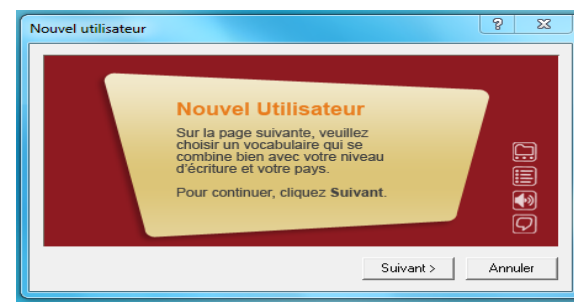 Nouvel utilisateur
Nouvel Utilisateur
Sur la page suivante, veuillez
choisir un vocabulaire qui se
combine bien avec votre niveau
d'écriture et votre pays.
Pour continuer, cliquez Suivant.
Suivant >
Annuler